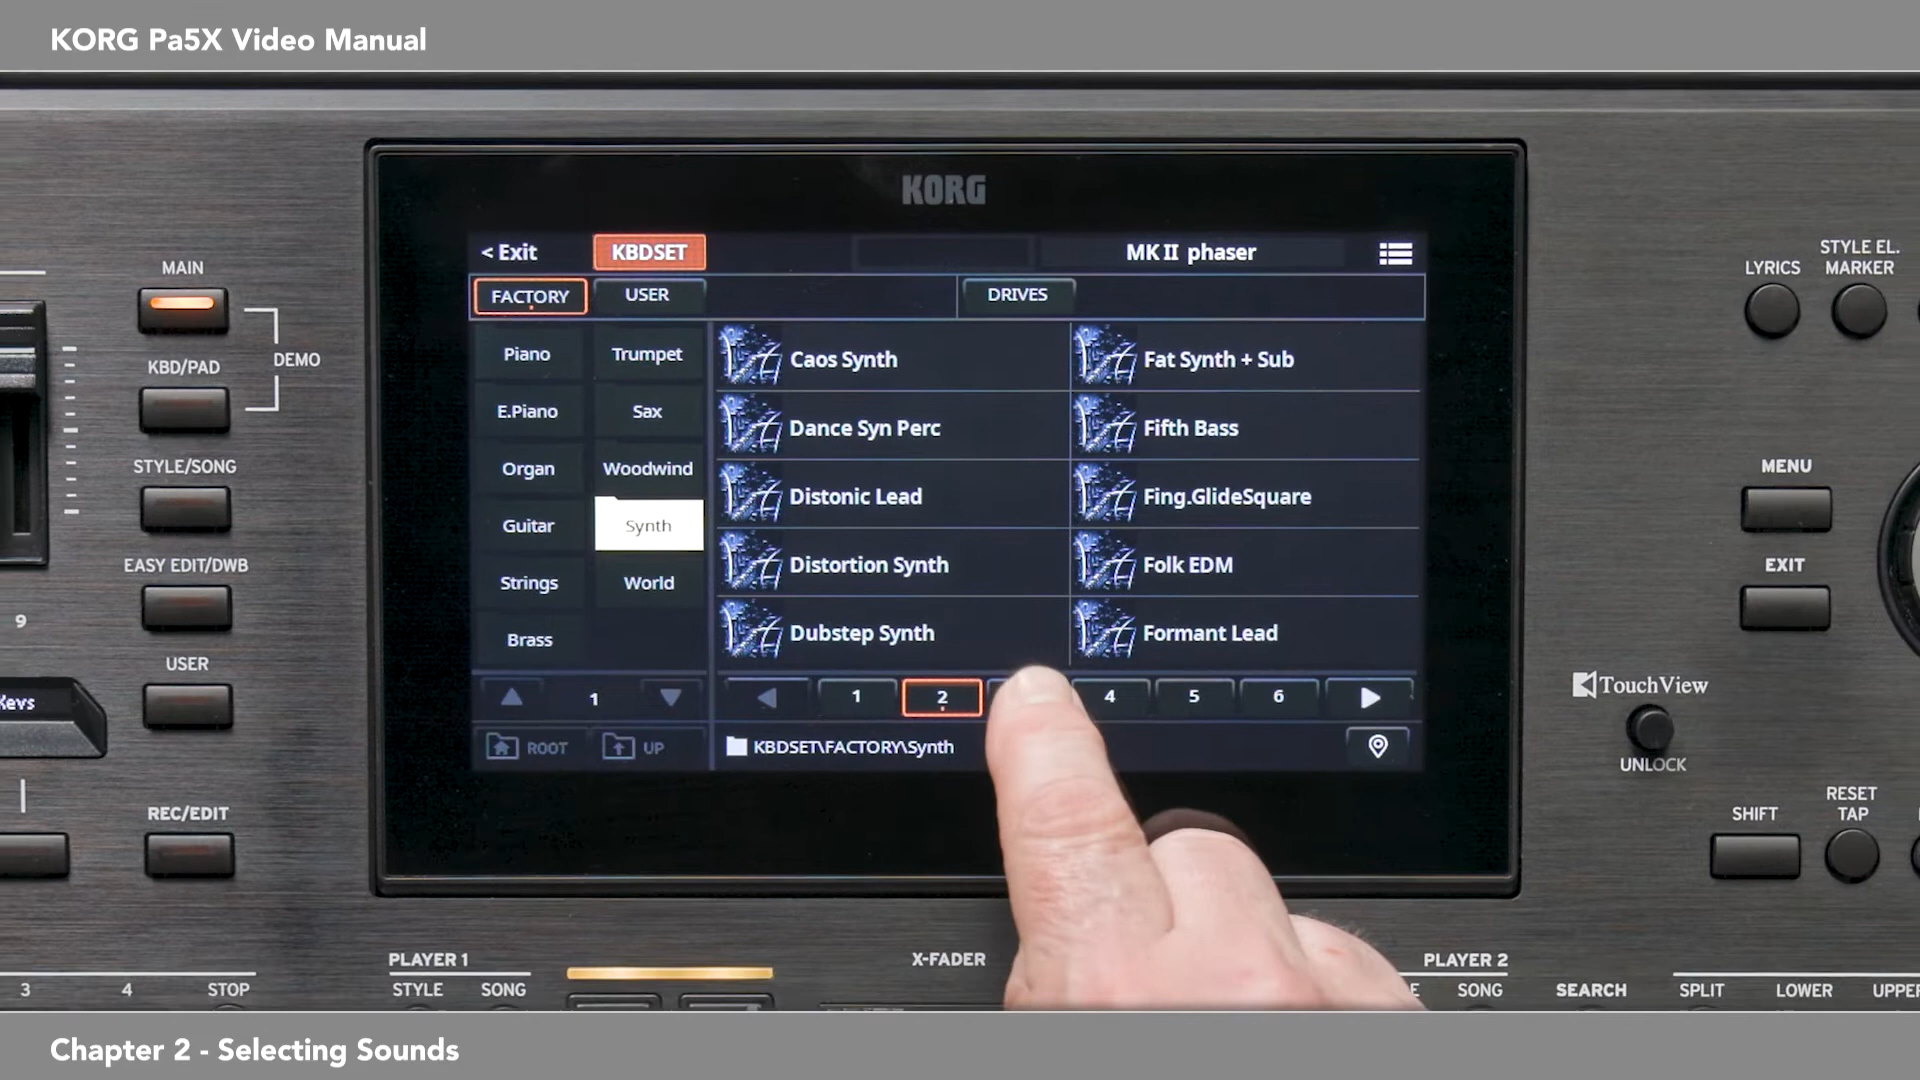 KORG Pa5X Video Manual
KORG
< Exit
KBDSET
MK II phaser
FACTORY
USER
DRIVES
Piano
Trumpet
E.Piano
Sax
Organ
Woodwind
Guitar
Synth
Strings
World
Brass
Caos Synth
Fat Synth + Sub
Dance Syn Perc
Fifth Bass
Distonic Lead
Fing.GlideSquare
Distortion Synth
Folk EDM
Dubstep Synth
Formant Lead
1
1
2
4
5
6
ROOT
UP
KBDSET\FACTORY\Synth
MAIN
KBD/PAD
DEMO
STYLE/SONG
EASY EDIT/DWB
USER
REC/EDIT
9
Keys
LYRICS
STYLE EL.
MARKER
MENU
EXIT
TouchView
UNLOCK
SHIFT
RESET
TAP
3
4
STOP
PLAYER 1
STYLE
SONG
X-FADER
PLAYER 2
SONG
SEARCH
SPLIT
LOWER
UPPER
Chapter 2 - Selecting Sounds